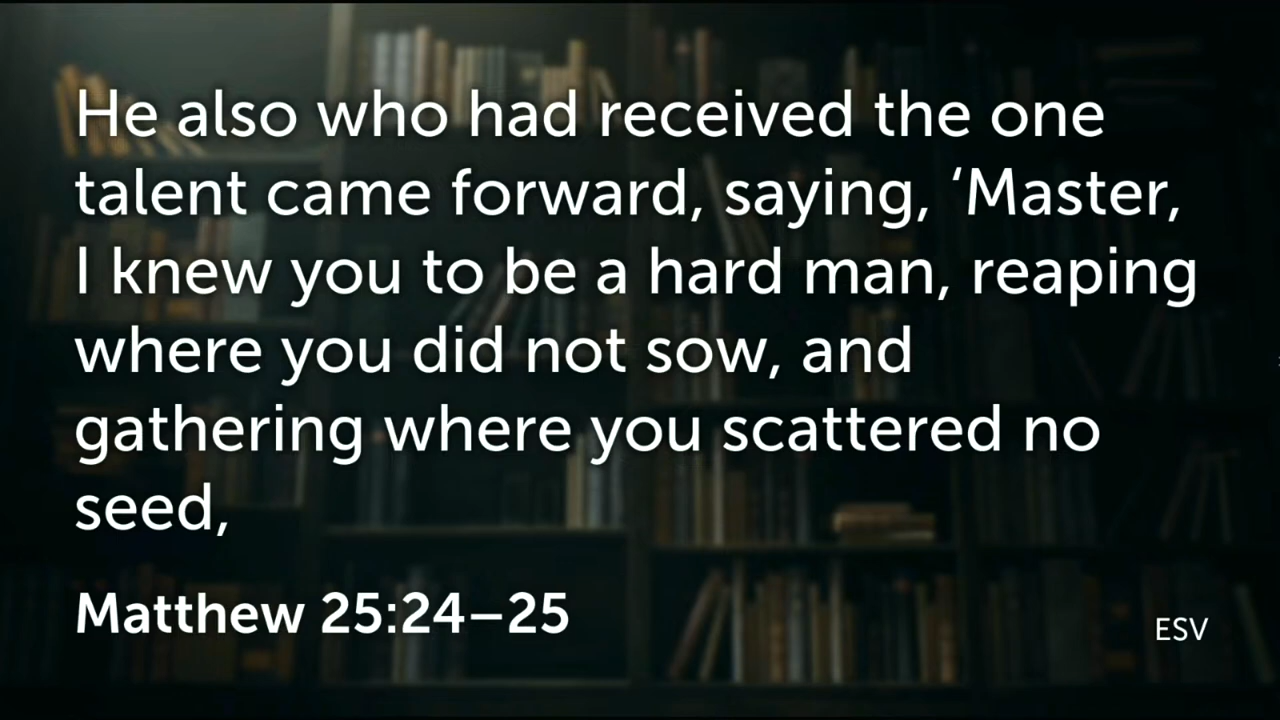 He also who had received the one
talent came forward, saying, ‘Master,
I knew you to be a hard man, reaping
where you did not sow, and
gathering where you scattered no
seed,
Matthew 25:24–25
ESV